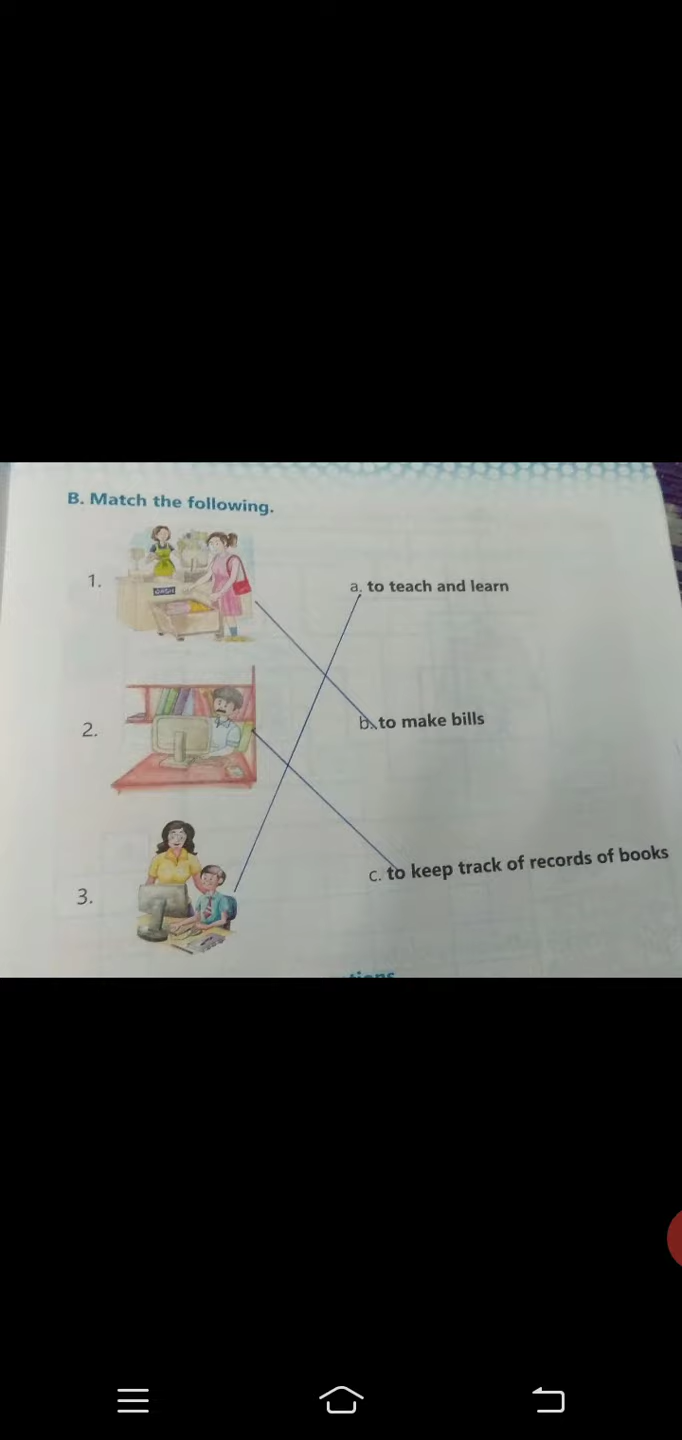 B. Match the following.
1.
a. to teach and learn
CASH
2.
b. to make bills
3.
c. to keep track of records of books